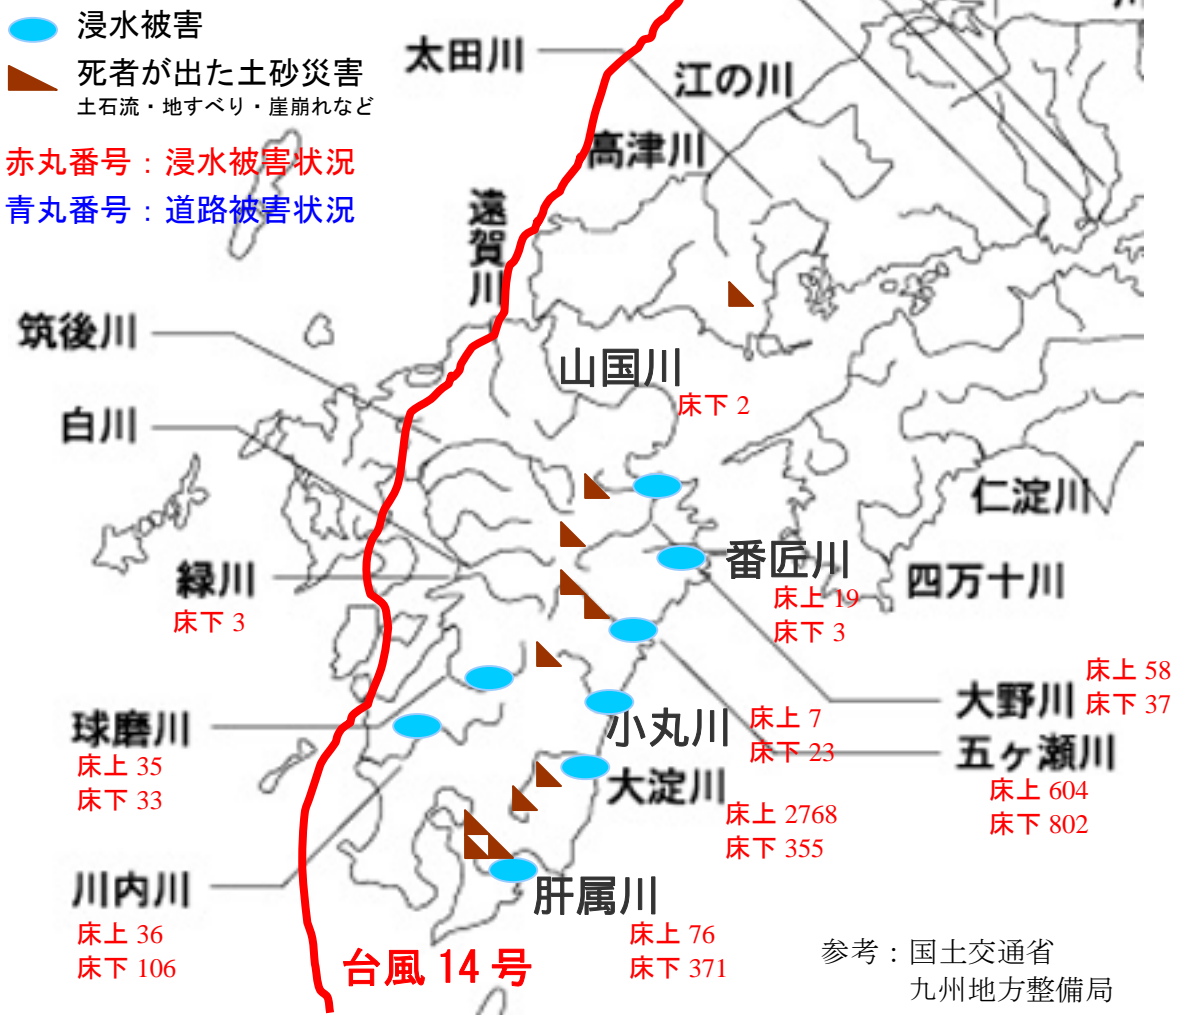 浸水被害
死者が出た土砂災害
土石流・地すべり・崖崩れなど
赤丸番号：浸水被害状況
青丸番号：道路被害状況
太田川
江の川
高津川
遠賀川
筑後川
山国川
床下 2
白川
仁淀川
緑川
床下 3
番匠川
床上 19
床下 3
四万十川
大野川
床上 58
床下 37
球磨川
床上 35
床下 33
小丸川
床上 7
床下 23
五ヶ瀬川
床上 604
床下 802
大淀川
床上 2768
床下 355
川内川
床上 36
床下 106
肝属川
床上 76
床下 371
台風 14 号
参考：国土交通省
九州地方整備局